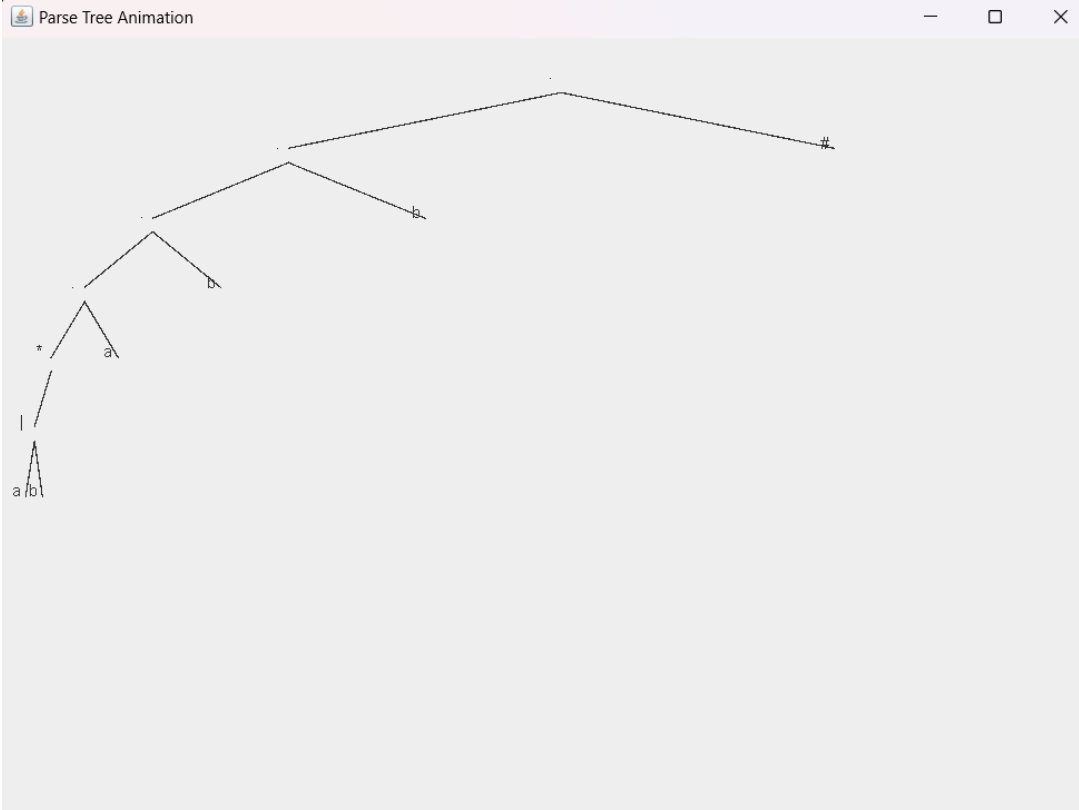 Parse Tree Animation
.
. #
. b
. b
* a
|
a b